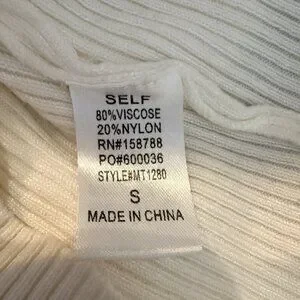 SELF
80%VISCOSE
20%NYLON
RN#158788
PO#600036
STYLE#MT1280
S
MADE IN CHINA